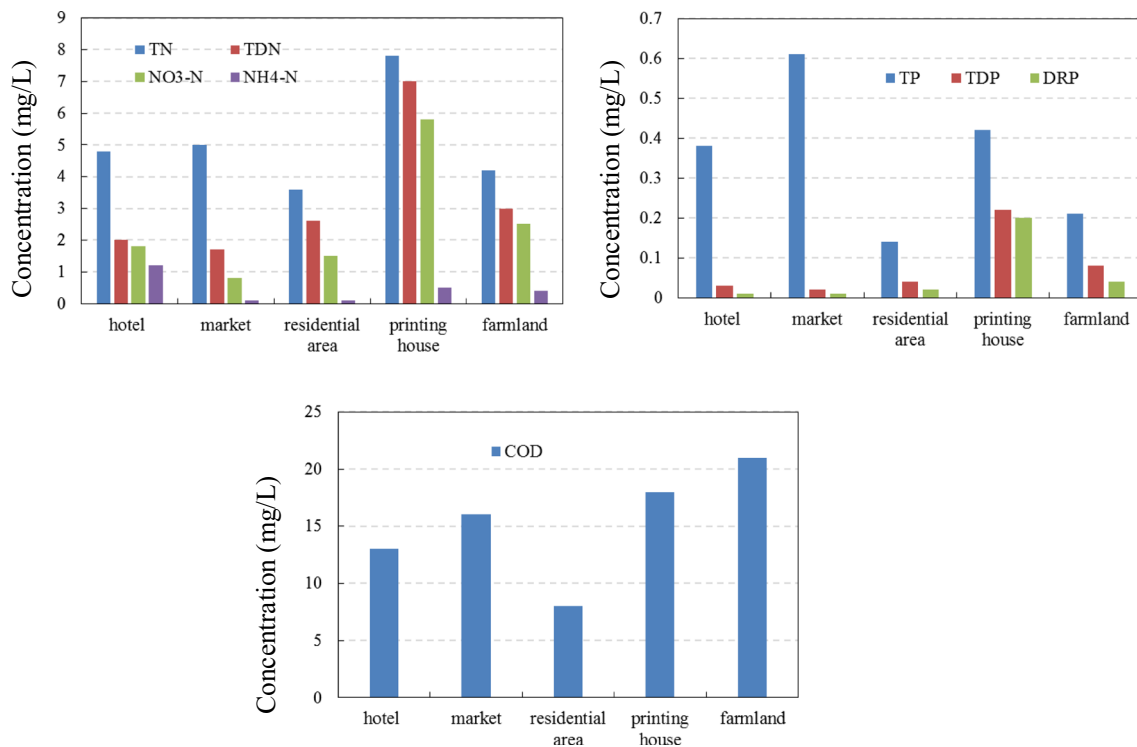 Concentration (mg/L)
9
8
7
6
5
4
3
2
1
0
TN
TDN
NO3-N
NH4-N
hotel
market
residential
area
printing
house
farmland
Concentration (mg/L)
0.7
0.6
0.5
0.4
0.3
0.2
0.1
0
TP
TDP
DRP
hotel
market
residential
area
printing
house
farmland
Concentration (mg/L)
25
20
15
10
5
0
COD
hotel
market
residential
area
printing
house
farmland